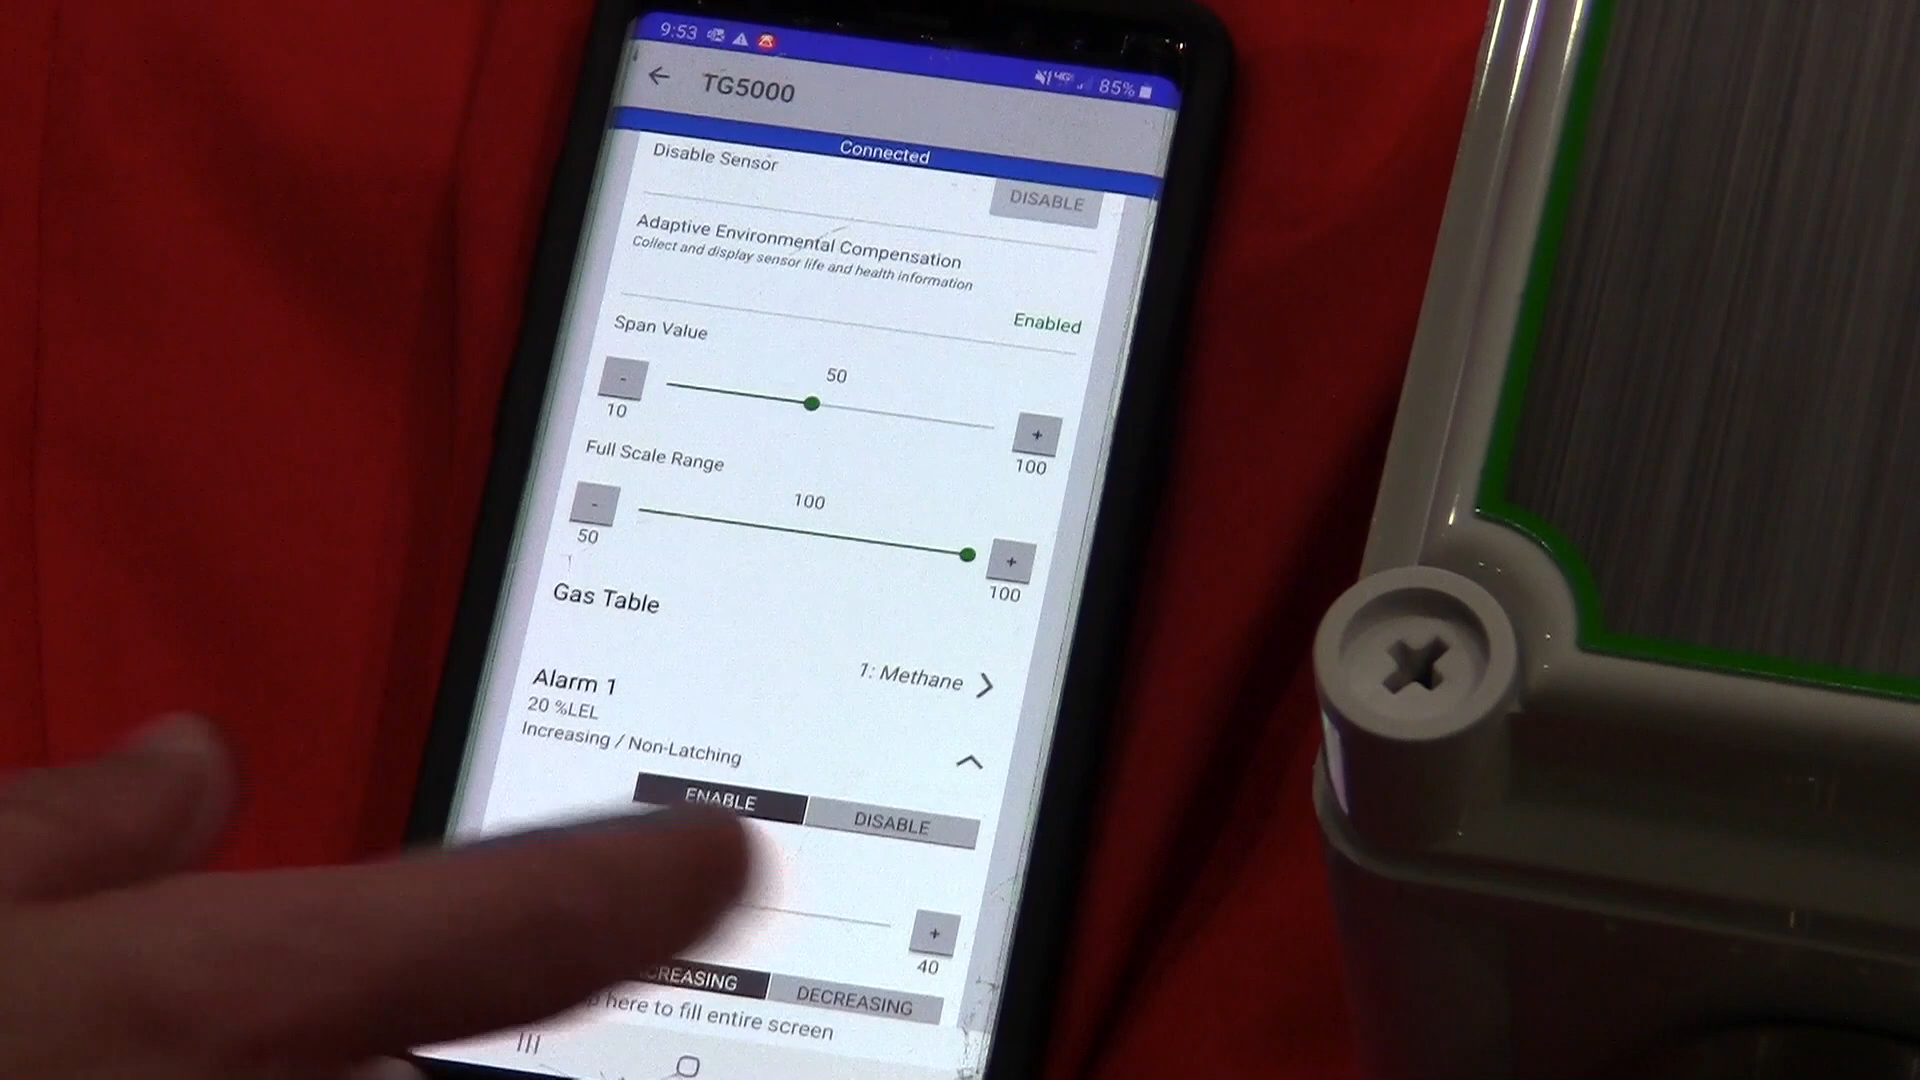 9:53 85%
TG5000
Connected
Disable Sensor
DISABLE
Adaptive Environmental Compensation
Collect and display sensor life and health information
Enabled
Span Value
50
- +
10 100
Full Scale Range
100
- +
50 100
Gas Table
1: Methane
Alarm 1
20 %LEL
Increasing / Non-Latching
ENABLE DISABLE
+
40
CREASING DECREASING
here to fill entire screen